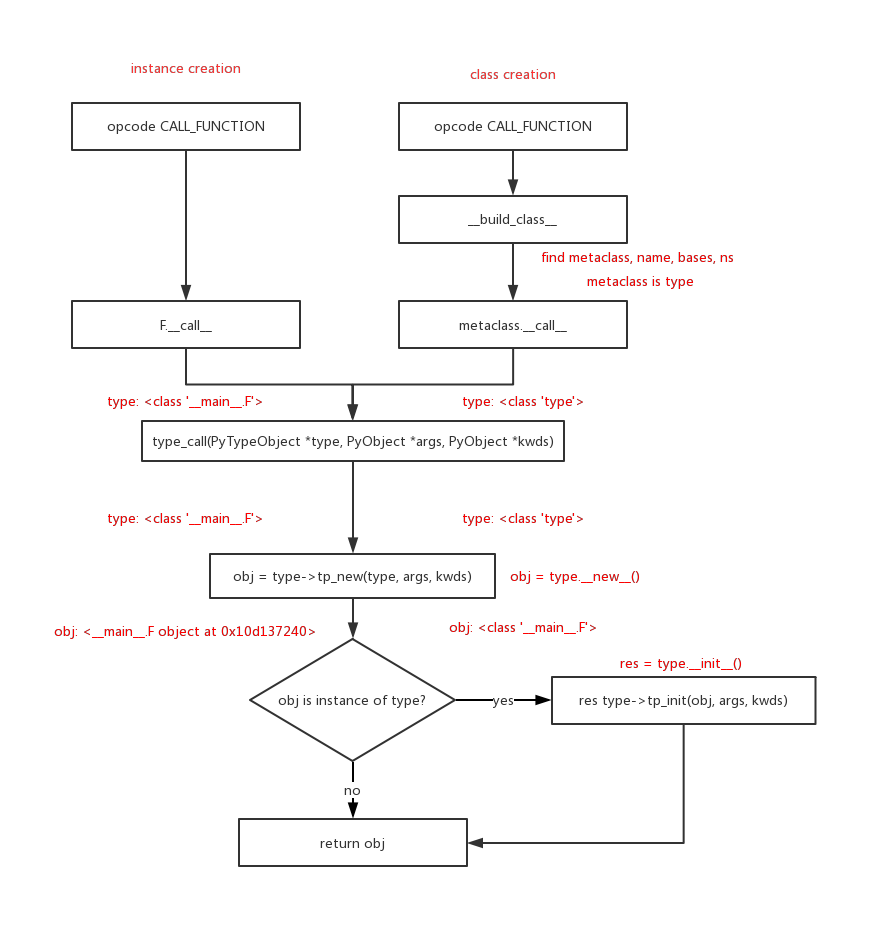 instance creation
class creation
opcode CALL_FUNCTION
opcode CALL_FUNCTION
__build_class__
find metaclass, name, bases, ns
metaclass is type
F.__call__
metaclass.__call__
type: <class '__main__.F'>
type: <class 'type'>
type_call(PyTypeObject *type, PyObject *args, PyObject *kwds)
type: <class '__main__.F'>
type: <class 'type'>
obj = type->tp_new(type, args, kwds)
obj = type.__new__()
obj: <__main__.F object at 0x10d137240>
obj: <class '__main__.F'>
res = type.__init__()
obj is instance of type?
yes
res type->tp_init(obj, args, kwds)
no
return obj